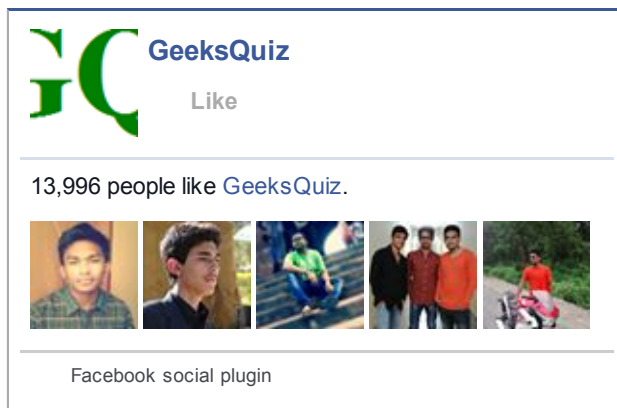 GQ
GeeksQuiz
Like
13,996 people like GeeksQuiz.
Facebook social plugin